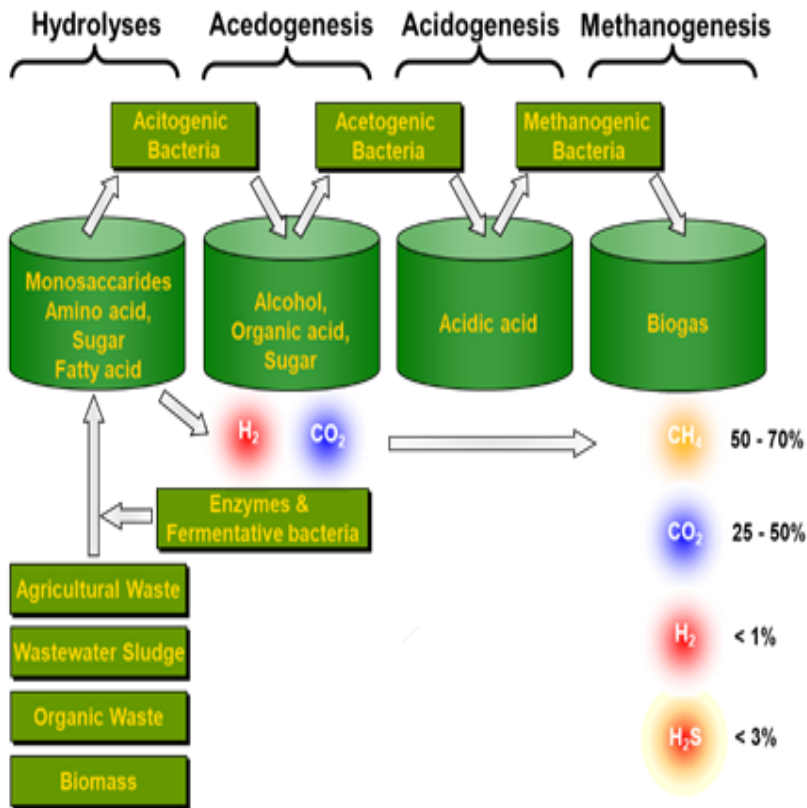 Hydrolyses Acedogenesis Acidogenesis Methanogenesis
Acitogenic
Bacteria
Acetogenic
Bacteria
Methanogenic
Bacteria
Monosaccarides
Amino acid,
Sugar
Fatty acid
Alcohol,
Organic acid,
Sugar
Acidic acid
Biogas
H₂
CO₂
CH₄ 50 - 70%
Enzymes &
Fermentative bacteria
CO₂ 25 - 50%
Agricultural Waste
Wastewater Sludge
H₂ < 1%
Organic Waste
H₂S < 3%
Biomass